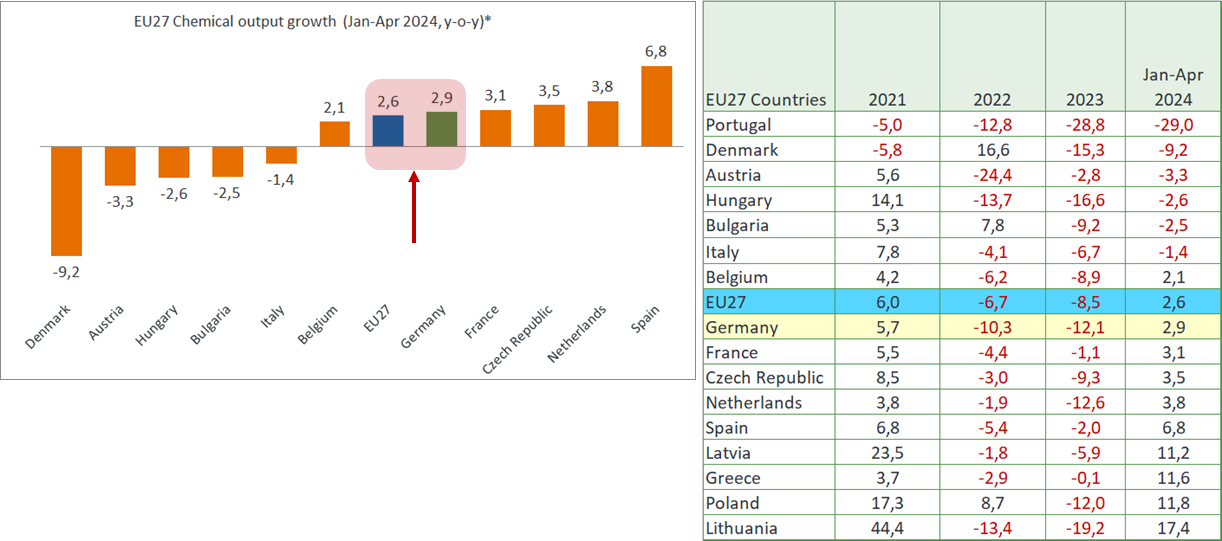 EU27 Chemical output growth (Jan-Apr 2024, y-o-y)*
6,8
3,8
3,5
3,1
2,9
2,6
2,1
-1,4
-2,5
-2,6
-3,3
-9,2
Denmark
Austria
Hungary
Bulgaria
Italy
Belgium
EU27
Germany
France
Czech Republic
Netherlands
Spain
EU27 Countries 2021 2022 2023 Jan-Apr 2024
Portugal -5,0 -12,8 -28,8 -29,0
Denmark -5,8 16,6 -15,3 -9,2
Austria 5,6 -24,4 -2,8 -3,3
Hungary 14,1 -13,7 -16,6 -2,6
Bulgaria 5,3 7,8 -9,2 -2,5
Italy 7,8 -4,1 -6,7 -1,4
Belgium 4,2 -6,2 -8,9 2,1
EU27 6,0 -6,7 -8,5 2,6
Germany 5,7 -10,3 -12,1 2,9
France 5,5 -4,4 -1,1 3,1
Czech Republic 8,5 -3,0 -9,3 3,5
Netherlands 3,8 -1,9 -12,6 3,8
Spain 6,8 -5,4 -2,0 6,8
Latvia 23,5 -1,8 -5,9 11,2
Greece 3,7 -2,9 -0,1 11,6
Poland 17,3 8,7 -12,0 11,8
Lithuania 44,4 -13,4 -19,2 17,4